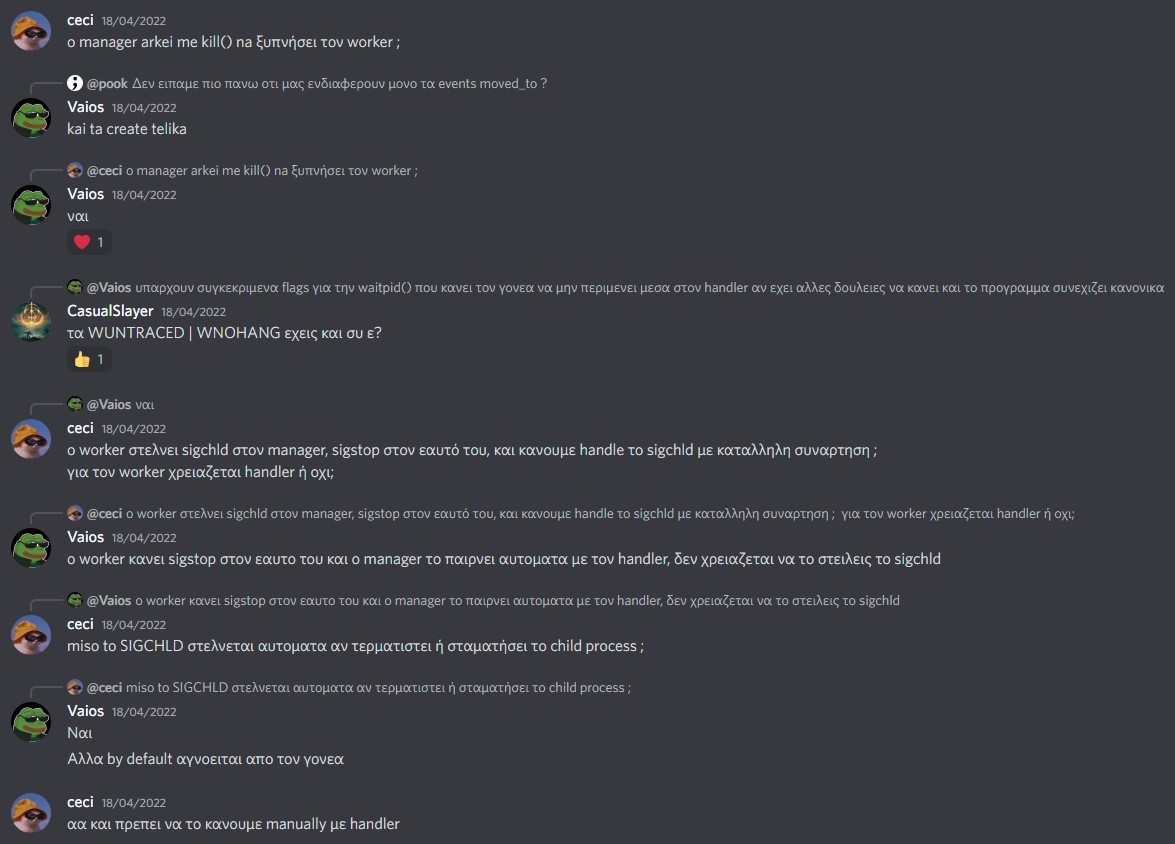 ceci 18/04/2022
ο manager arkei me kill() na ξυπνήσει τον worker ;
@pook Δεν ειπαμε πιο πανω οτι μας ενδιαφερουν μονο τα events moved_to ?
Vaios 18/04/2022
kai ta create telika
@ceci ο manager arkei me kill() na ξυπνήσει τον worker ;
Vaios 18/04/2022
ναι
❤️ 1
@Vaios υπαρχουν συγκεκριμενα flags για την waitpid() που κανει τον γονεα να μην περιμενει μεσα στον handler αν εχει αλλες δουλειες να κανει και το προγραμμα συνεχιζει κανονικα
CasualSlayer 18/04/2022
τα WUNTRACED | WNOHANG εχεις και συ ε?
👍 1
@Vaios ναι
ceci 18/04/2022
ο worker στελνει sigchld στον manager, sigstop στον εαυτό του, και κανουμε handle το sigchld με καταλληλη συναρτηση ;
για τον worker χρειαζεται handler ή οχι;
@ceci ο worker στελνει sigchld στον manager, sigstop στον εαυτό του, και κανουμε handle το sigchld με καταλληλη συναρτηση ; για τον worker χρειαζεται handler ή οχι;
Vaios 18/04/2022
ο worker κανει sigstop στον εαυτο του και ο manager το παιρνει αυτοματα με τον handler, δεν χρειαζεται να το στειλεις το sigchld
@Vaios ο worker κανει sigstop στον εαυτο του και ο manager το παιρνει αυτοματα με τον handler, δεν χρειαζεται να το στειλεις το sigchld
ceci 18/04/2022
miso to SIGCHLD στελνεται αυτοματα αν τερματιστει ή σταματήσει το child process ;
@ceci miso to SIGCHLD στελνεται αυτοματα αν τερματιστει ή σταματήσει το child process ;
Vaios 18/04/2022
Ναι
Αλλα by default αγνοειται απο τον γονεα
ceci 18/04/2022
αα και πρεπει να το κανουμε manually με handler